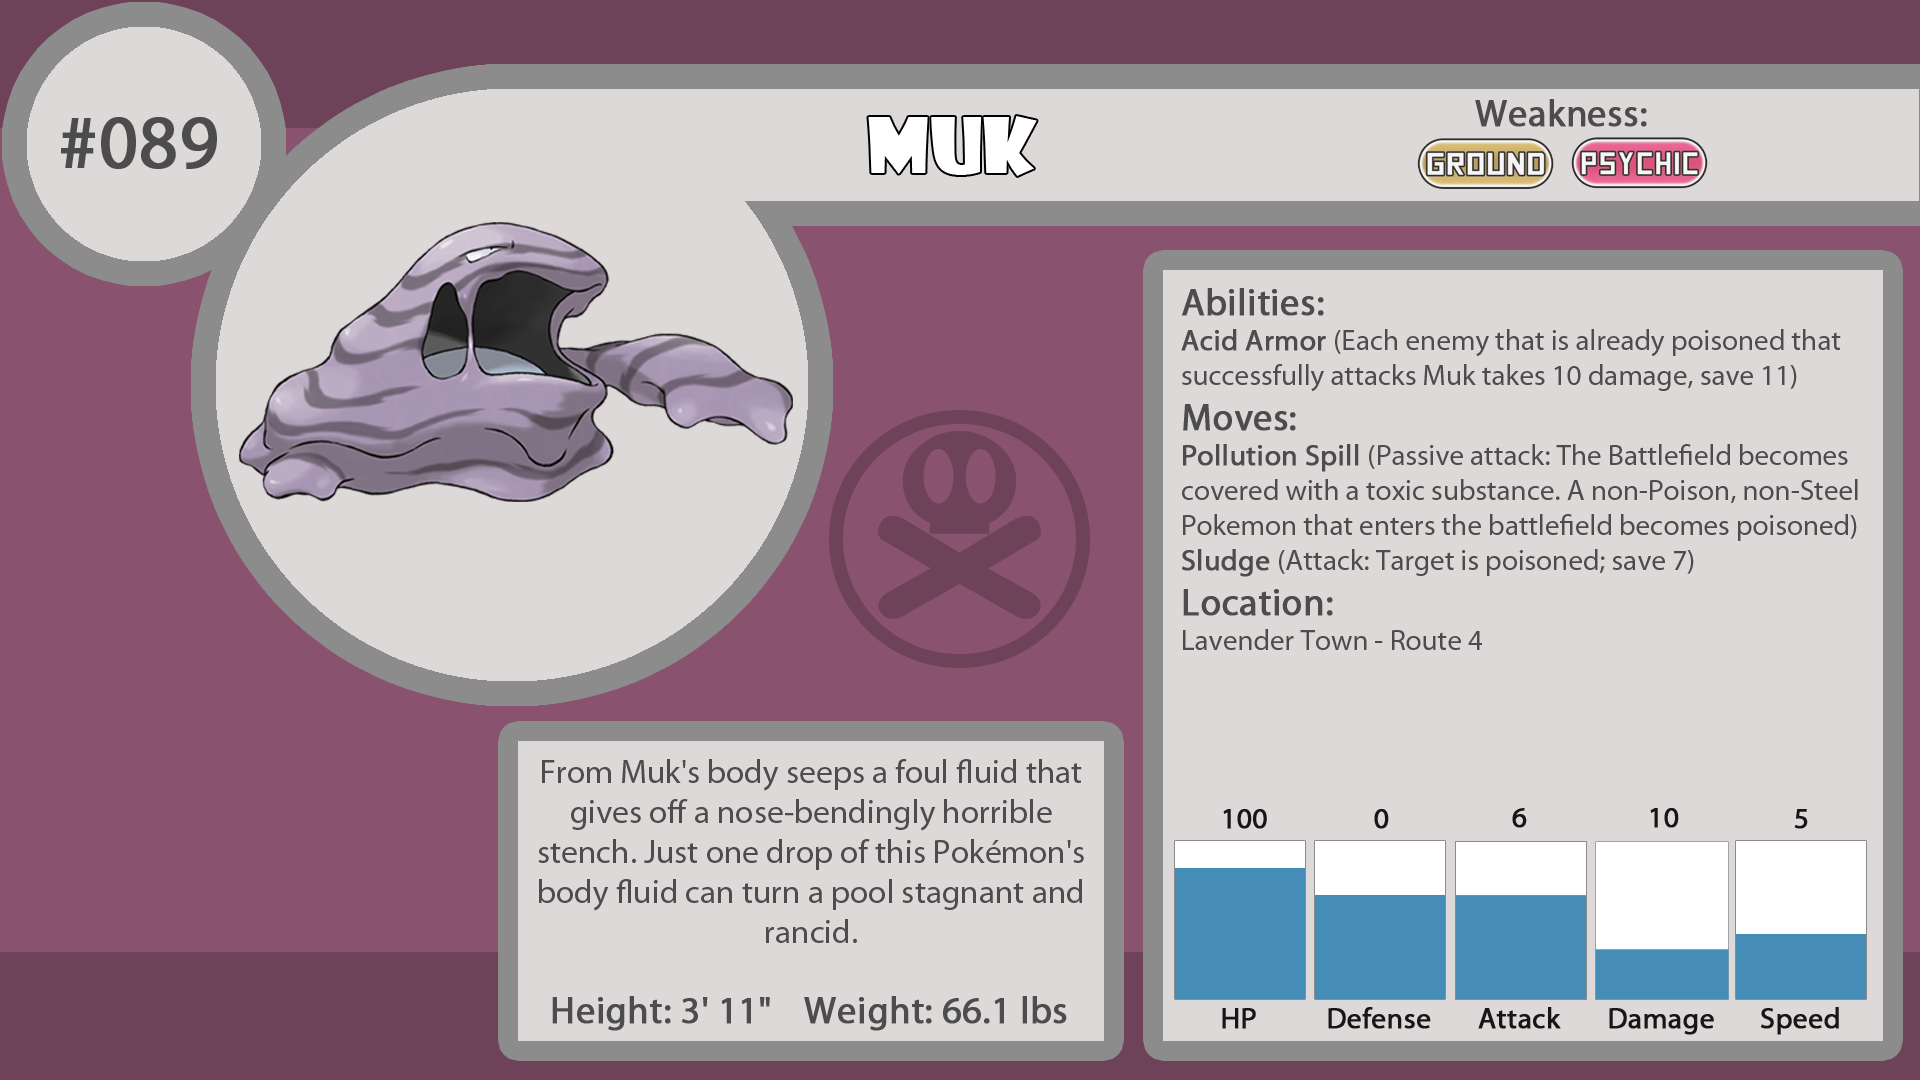 #089
MUK
Weakness:
GROUND PSYCHIC
Abilities:
Acid Armor (Each enemy that is already poisoned that
successfully attacks Muk takes 10 damage, save 11)
Moves:
Pollution Spill (Passive attack: The Battlefield becomes
covered with a toxic substance. A non-Poison, non-Steel
Pokemon that enters the battlefield becomes poisoned)
Sludge (Attack: Target is poisoned; save 7)
Location:
Lavender Town - Route 4
From Muk's body seeps a foul fluid that
gives off a nose-bendingly horrible
stench. Just one drop of this Pokémon's
body fluid can turn a pool stagnant and
rancid.
Height: 3' 11" Weight: 66.1 lbs
100 0 6 10 5
HP Defense Attack Damage Speed